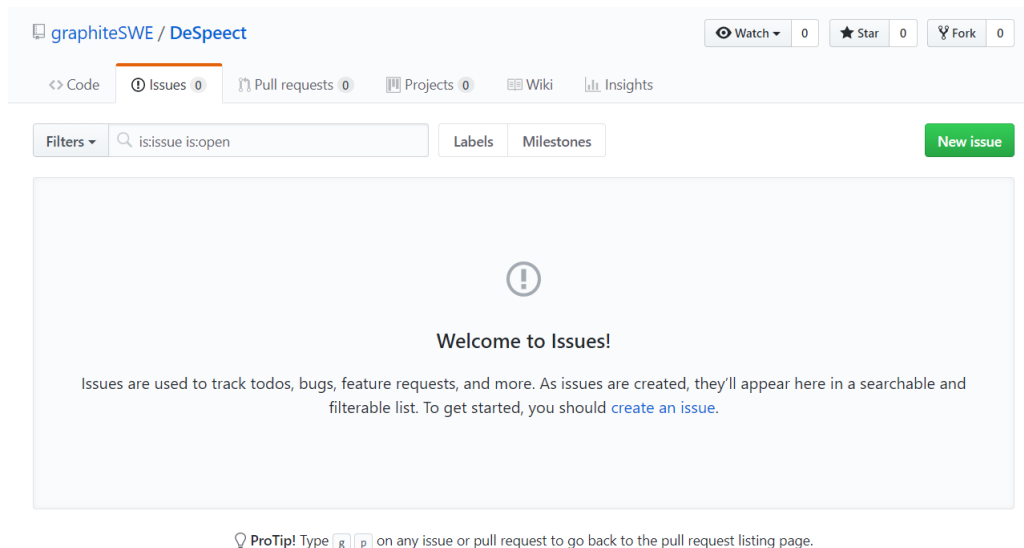 graphiteSWE / DeSpeect Watch 0 Star 0 Fork 0
<> Code Issues 0 Pull requests 0 Projects 0 Wiki Insights
Filters is:issue is:open Labels Milestones New issue
Welcome to Issues!
Issues are used to track todos, bugs, feature requests, and more. As issues are created, they’ll appear here in a searchable and
filterable list. To get started, you should create an issue.
ProTip! Type g p on any issue or pull request to go back to the pull request listing page.